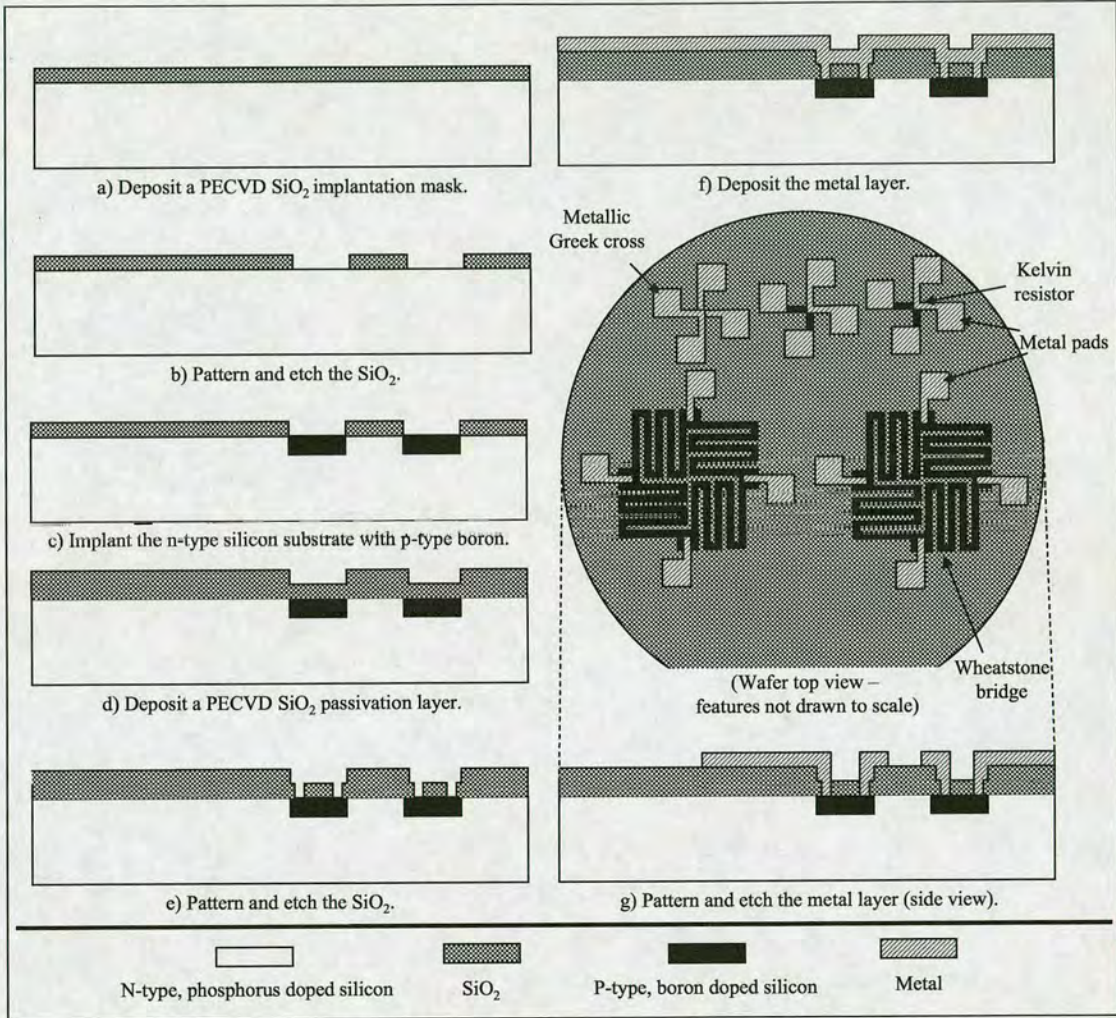 a) Deposit a PECVD SiO₂ implantation mask.
b) Pattern and etch the SiO₂.
c) Implant the n-type silicon substrate with p-type boron.
d) Deposit a PECVD SiO₂ passivation layer.
e) Pattern and etch the SiO₂.
f) Deposit the metal layer.
Metallic
Greek cross
Kelvin
resistor
Metal pads
Wheatstone
bridge
(Wafer top view –
features not drawn to scale)
g) Pattern and etch the metal layer (side view).
N-type, phosphorus doped silicon
SiO₂
P-type, boron doped silicon
Metal